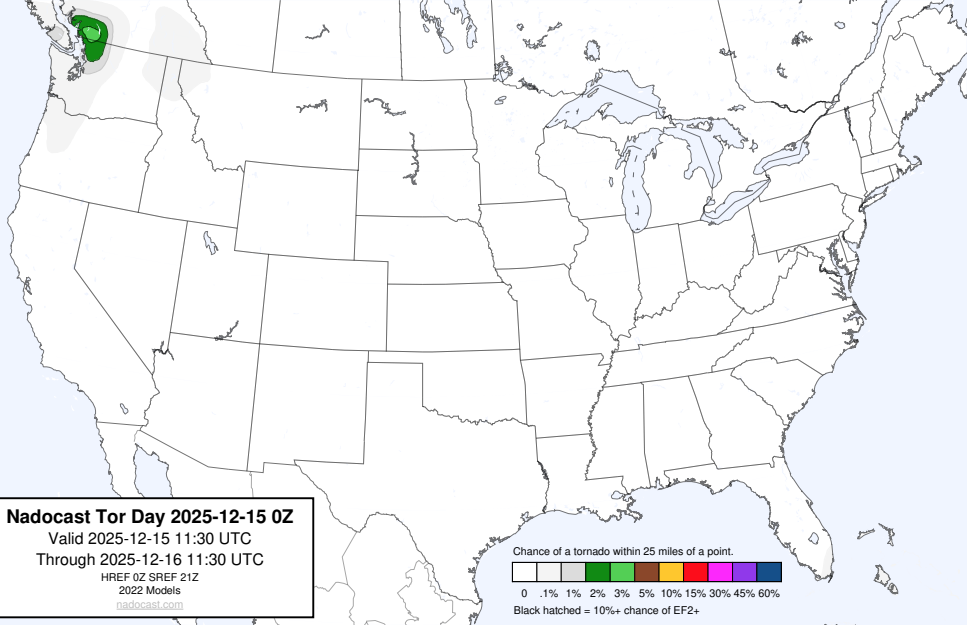 Nadocast Tor Day 2025-12-15 0Z
Valid 2025-12-15 11:30 UTC
Through 2025-12-16 11:30 UTC
HREF 0Z SREF 21Z
2022 Models
nadocast.com
Chance of a tornado within 25 miles of a point.
0 .1% 1% 2% 3% 5% 10% 15% 30% 45% 60%
Black hatched = 10%+ chance of EF2+